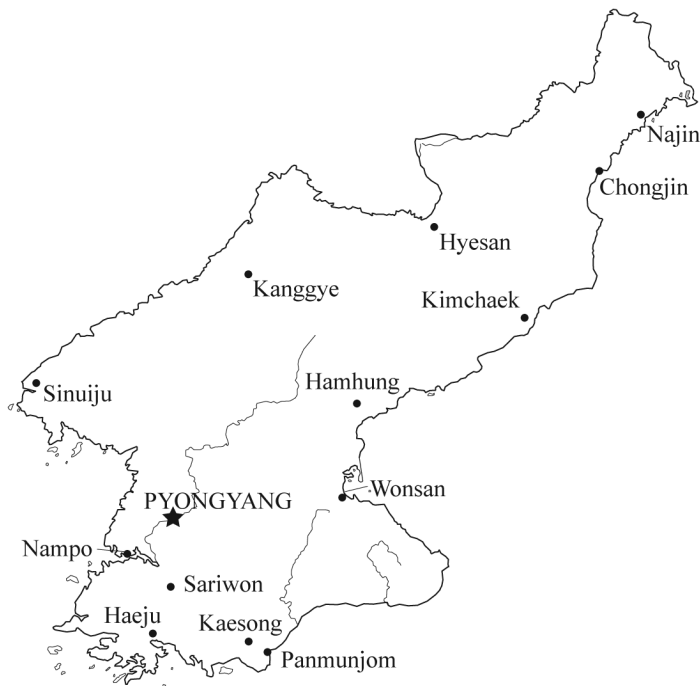 Najin
Chongjin
Hyesan
Kanggye
Kimchaek
Hamhung
Sinuiju
Wonsan
PYONGYANG
Nampo
Sariwon
Haeju
Kaesong
Panmunjom